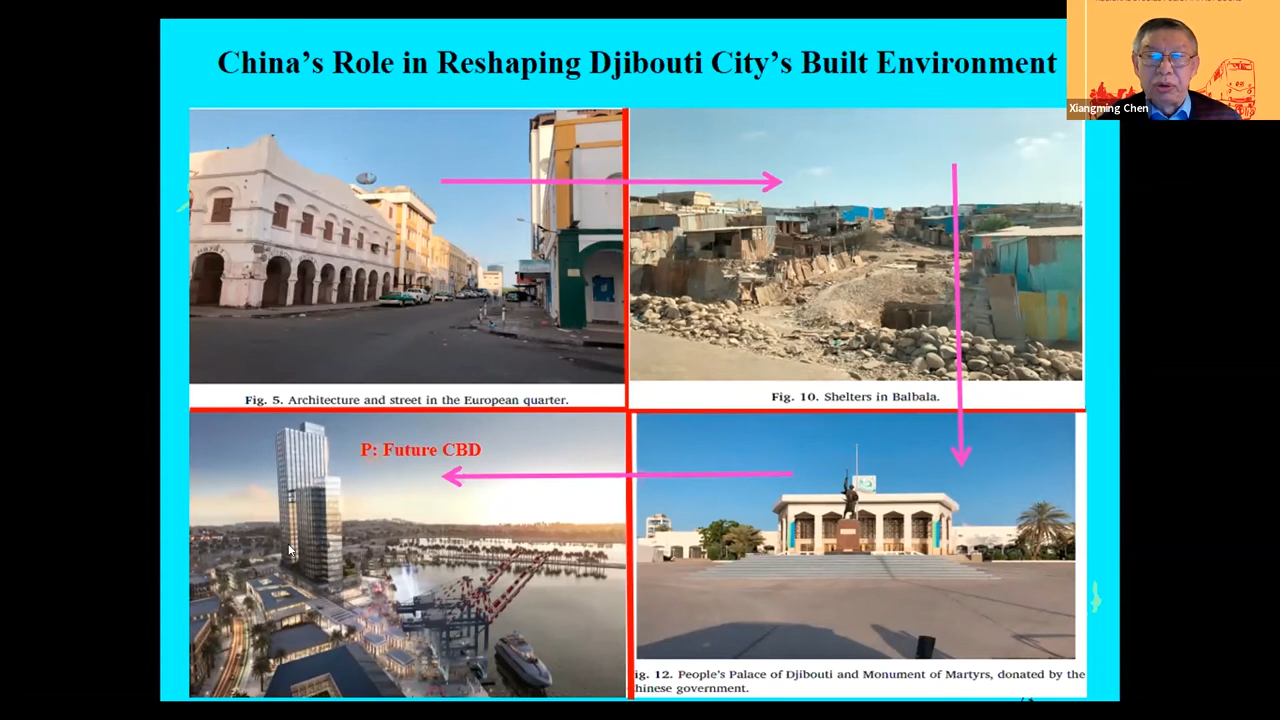 China's Role in Reshaping Djibouti City's Built Environment
Xiangming Chen
Fig. 5. Architecture and street in the European quarter.
Fig. 10. Shelters in Balbala.
P: Future CBD
ig. 12. People's Palace of Djibouti and Monument of Martyrs, donated by the
hinese government.